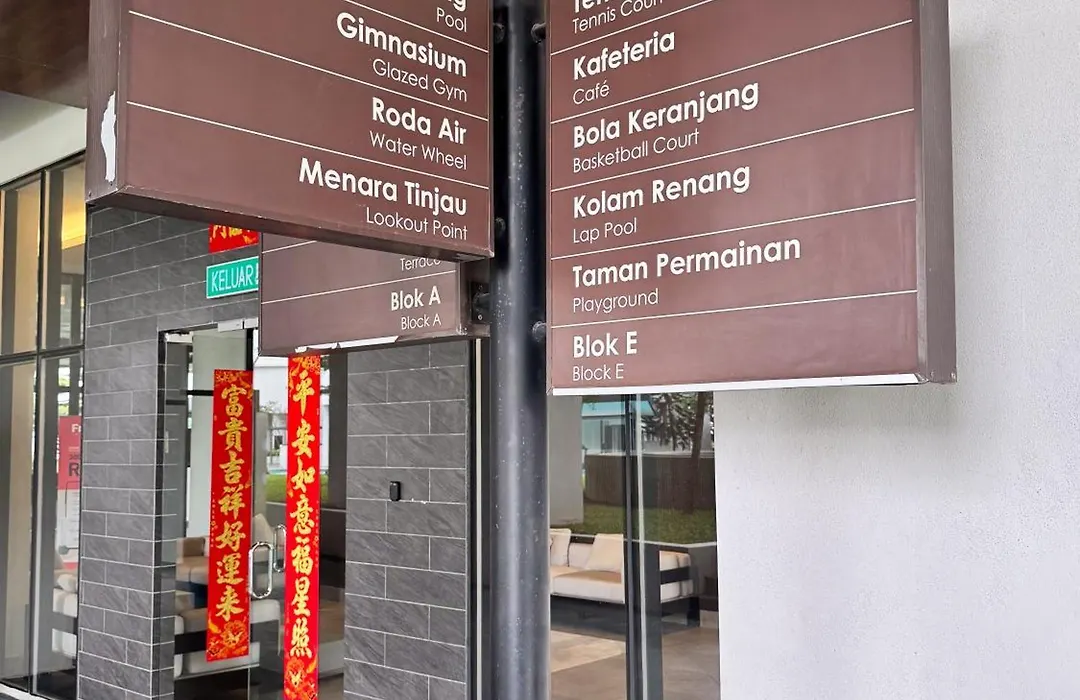 Pool
Gimnasium
Glazed Gym
Roda Air
Water Wheel
Menara Tinjau
Lookout Point
Tennis Court
Kafeteria
Café
Bola Keranjang
Basketball Court
Kolam Renang
Lap Pool
Taman Permainan
Playground
Blok E
Block E
Terrace
Blok A
Block A
KELUAR
富貴吉祥好運来
平安如意福星照